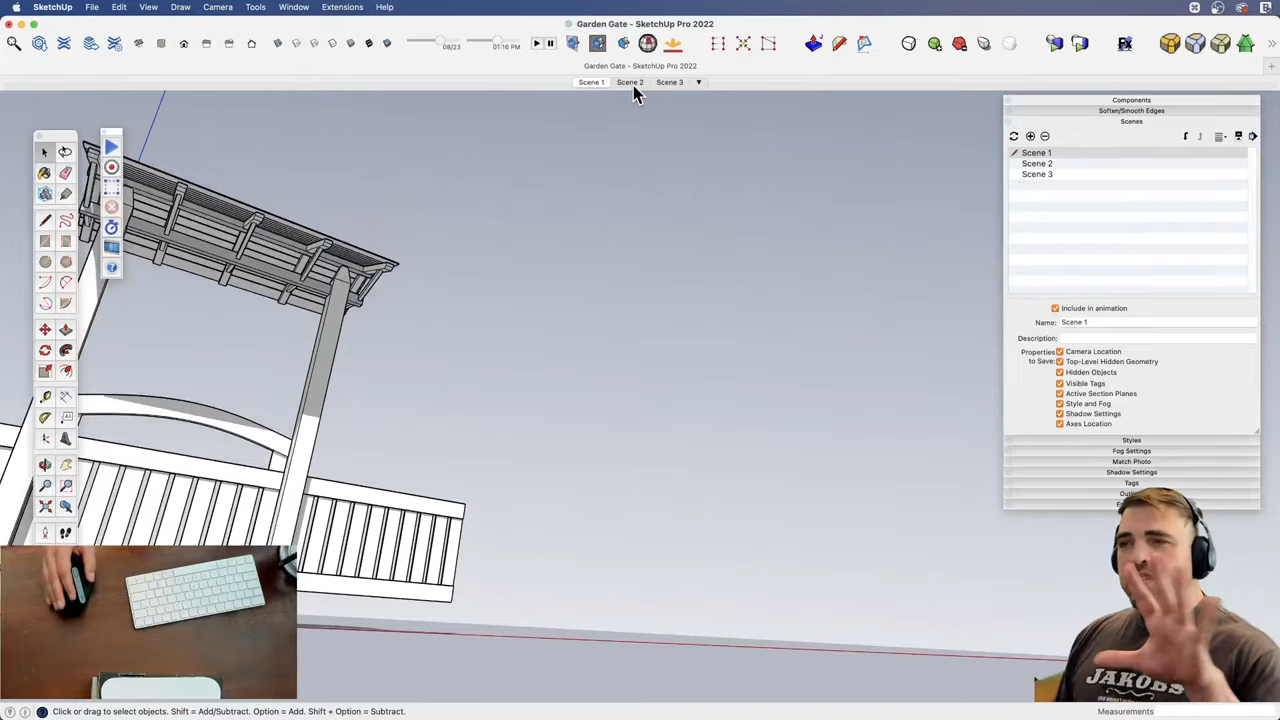 SketchUp File Edit View Draw Camera Tools Window Extensions Help
Garden Gate - SketchUp Pro 2022
08/23 01:16 PM
Garden Gate - SketchUp Pro 2022
Scene 1 Scene 2 Scene 3
Components
Soften/Smooth Edges
Scenes
Scene 1
Scene 2
Scene 3
Include in animation
Name: Scene 1
Description:
Properties to Save: Camera Location
Top-Level Hidden Geometry
Hidden Objects
Visible Tags
Active Section Planes
Style and Fog
Shadow Settings
Axes Location
Styles
Fog Settings
Match Photo
Shadow Settings
Tags
JAKOBS
Click or drag to select objects. Shift = Add/Subtract. Option = Add. Shift + Option = Subtract.
Measurements